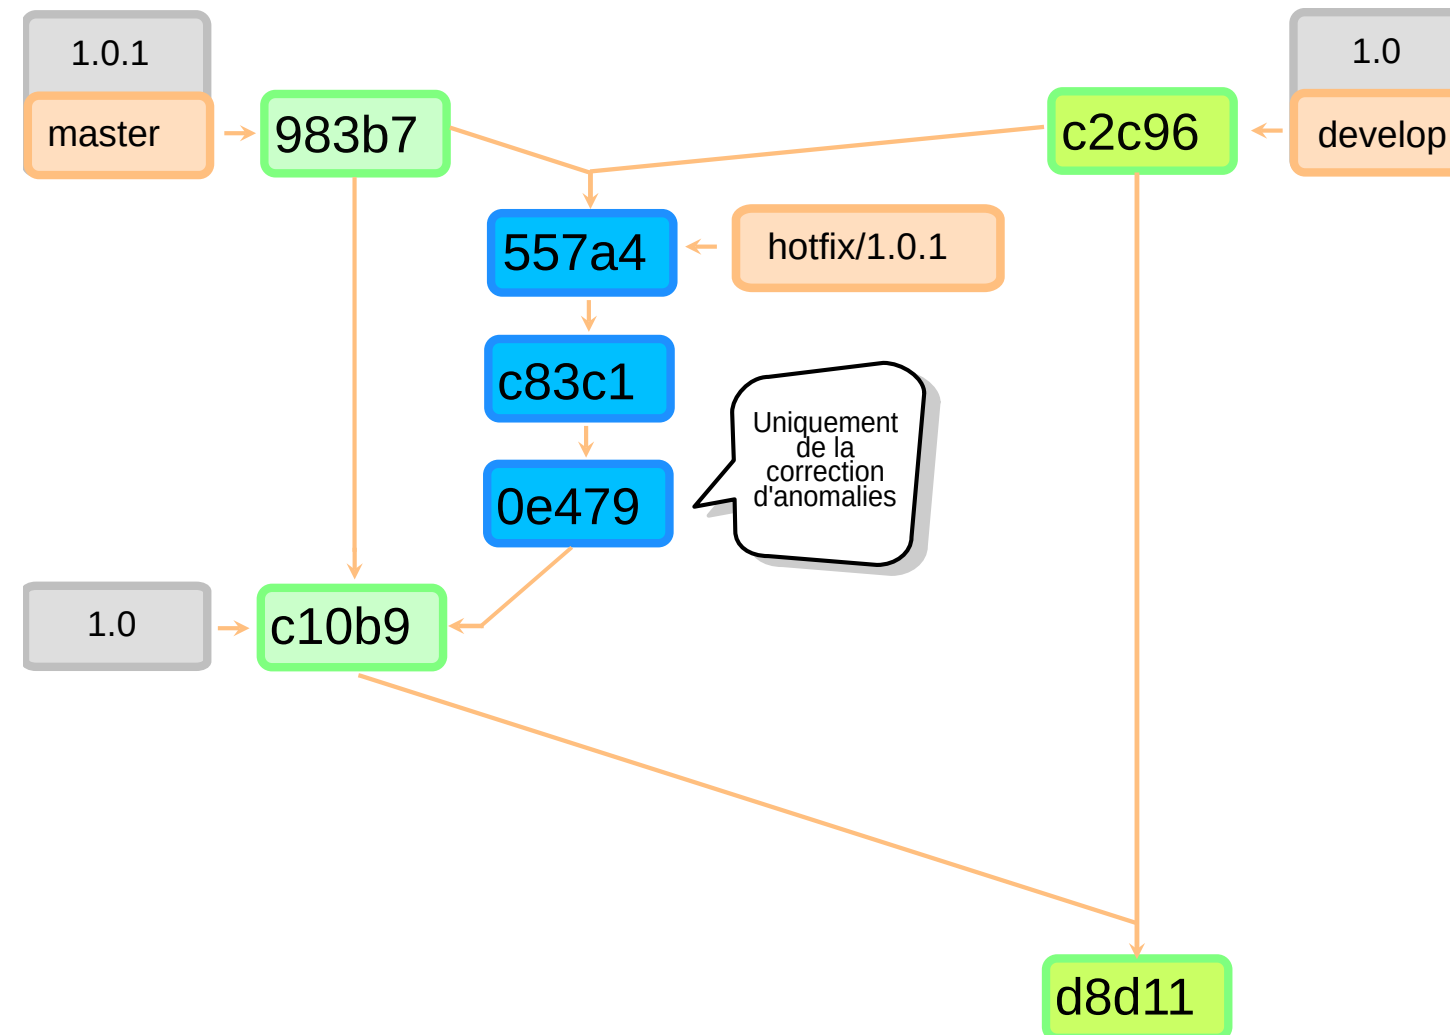 1.0.1
1.0
master
983b7
c2c96
develop
557a4
hotfix/1.0.1
c83c1
Uniquement
de la
correction
d'anomalies
0e479
1.0
c10b9
d8d11